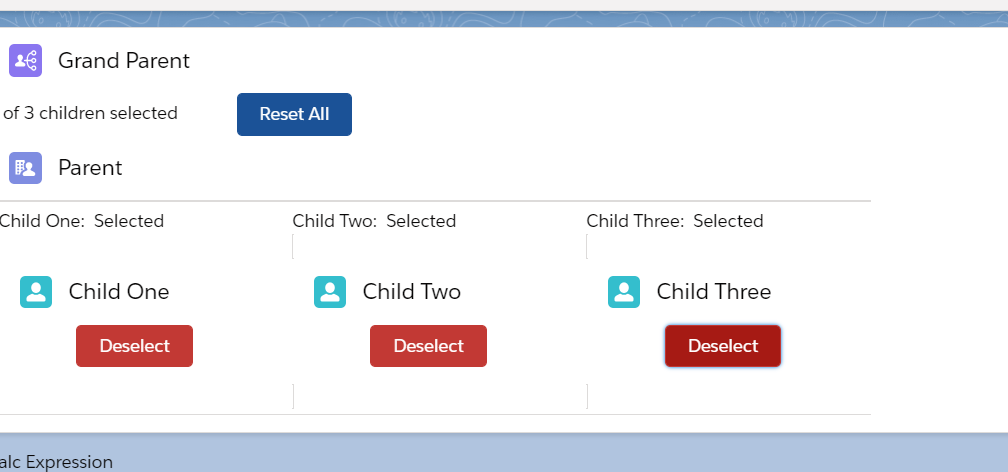 Grand Parent
of 3 children selected
Reset All
Parent
Child One: Selected
Child Two: Selected
Child Three: Selected
Child One
Child Two
Child Three
Deselect
Deselect
Deselect
alc Expression